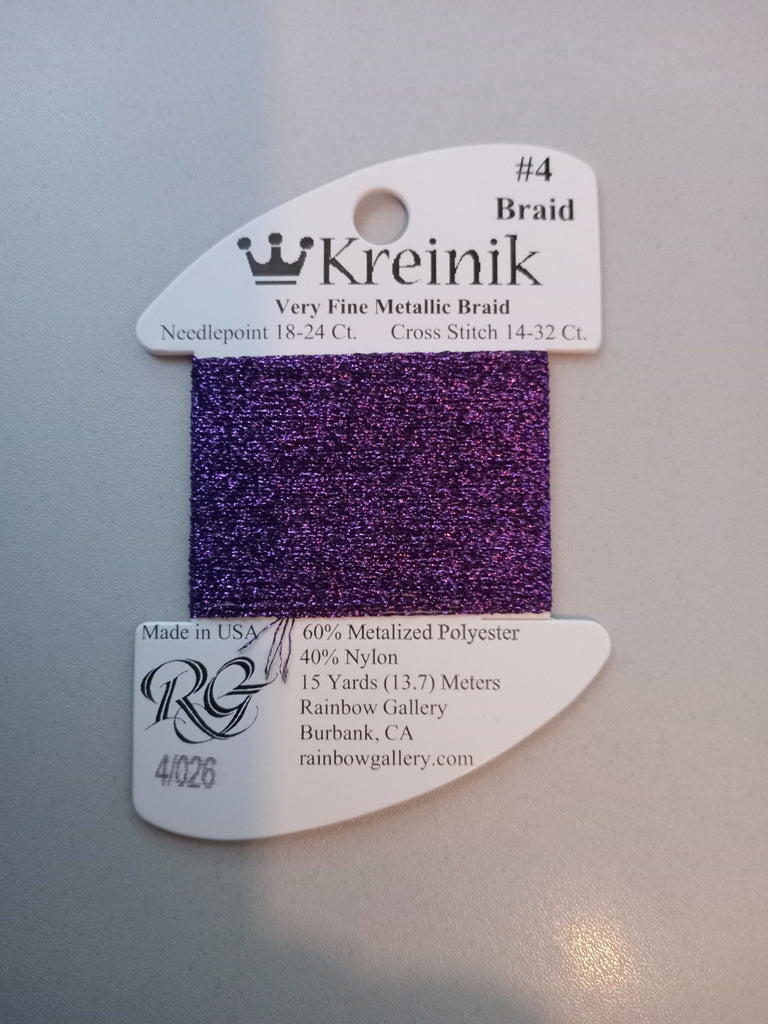 #4
Braid
Kreinik
Very Fine Metallic Braid
Needlepoint 18-24 Ct. Cross Stitch 14-32 Ct.
Made in USA
RG
4/026
60% Metalized Polyester
40% Nylon
15 Yards (13.7) Meters
Rainbow Gallery
Burbank, CA
rainbowgallery.com